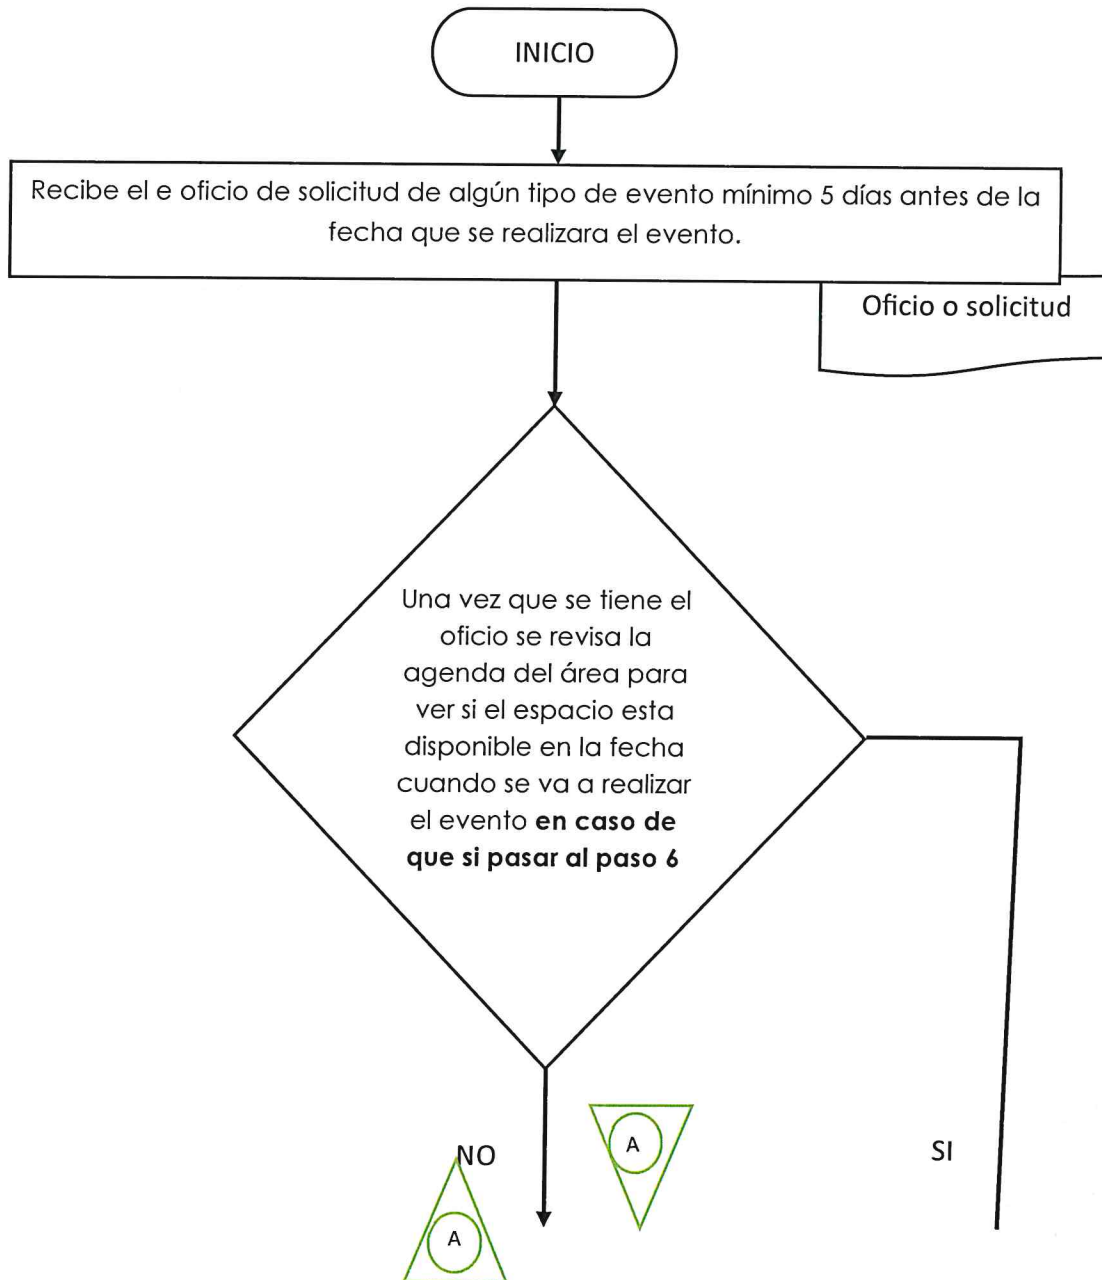 INICIO
Recibe el e oficio de solicitud de algún tipo de evento mínimo 5 días antes de la
fecha que se realizara el evento.
Oficio o solicitud
Una vez que se tiene el
oficio se revisa la
agenda del área para
ver si el espacio esta
disponible en la fecha
cuando se va a realizar
el evento en caso de
que si pasar al paso 6
A
NO
SI
A